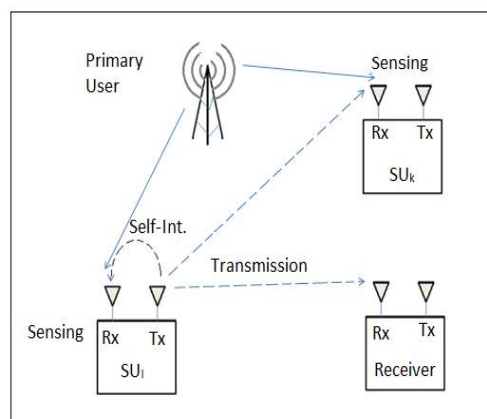 Primary
User
Sensing
Rx Tx
SUk
Self-Int.
Transmission
Sensing
Rx Tx
SUl
Rx Tx
Receiver